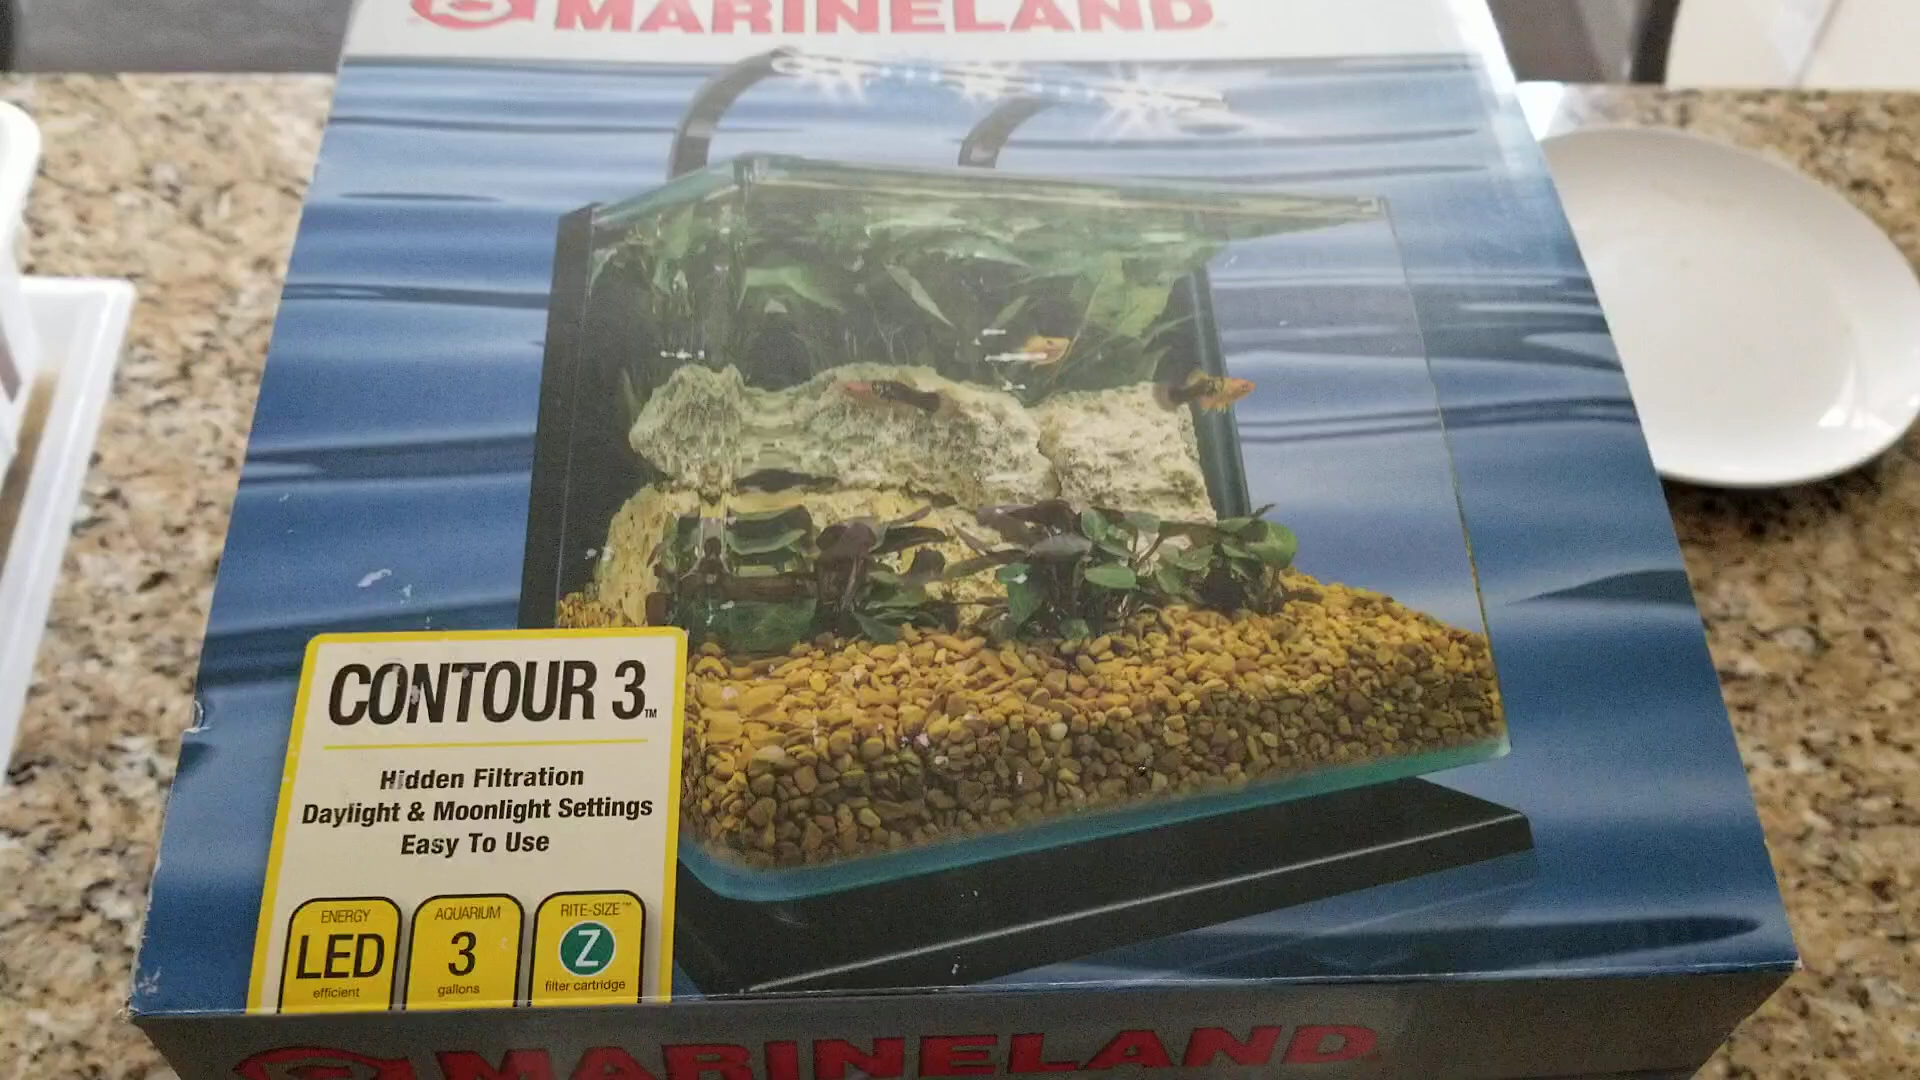 MARINELAND
CONTOUR 3™
Hidden Filtration
Daylight & Moonlight Settings
Easy To Use
ENERGY
LED
efficient
AQUARIUM
3
gallons
RITE-SIZE™
Z
filter cartridge
MARINELAND